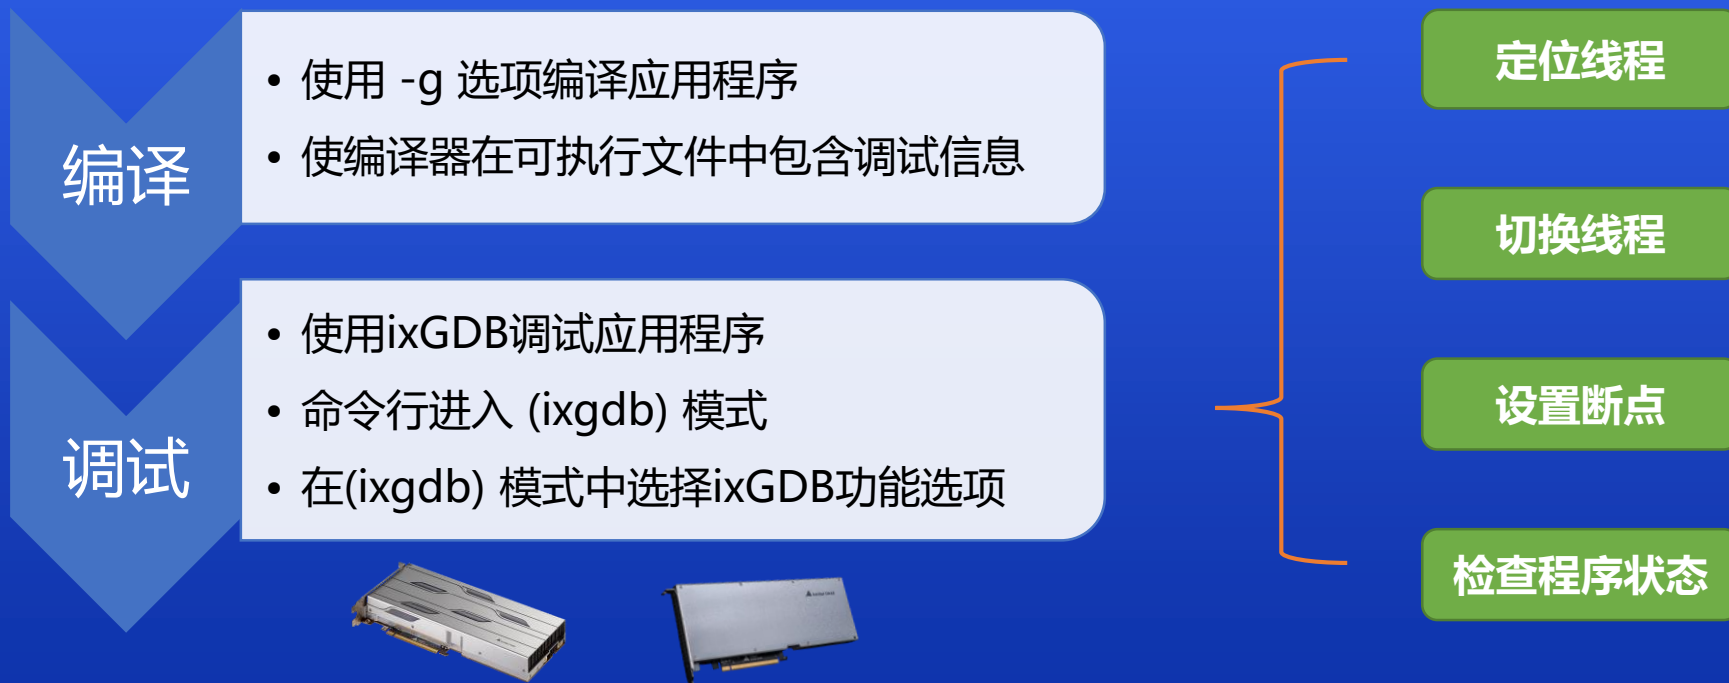 编译
• 使用 -g 选项编译应用程序
• 使编译器在可执行文件中包含调试信息
调试
• 使用ixGDB调试应用程序
• 命令行进入 (ixgdb) 模式
• 在(ixgdb) 模式中选择ixGDB功能选项
定位线程
切换线程
设置断点
检查程序状态